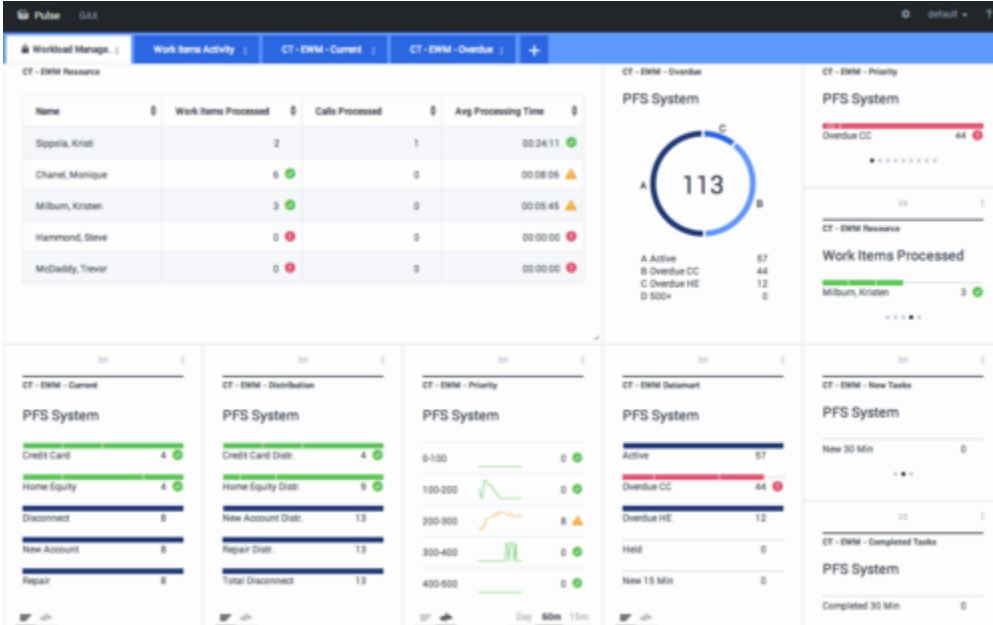 Pulse GAX default ?
Workload Manage.. Work Items Activity CT - EWM - Current CT - EWM - Overdue +
CT - EWM Resource
Name Work Items Processed Calls Processed Avg Processing Time
Sippola, Kristi 2 1 00:24:11
Chanel, Monique 6 0 00:08:06
Milburn, Kristen 3 0 00:05:45
Hammond, Steve 0 0 00:00:00
McDaddy, Trevor 0 0 00:00:00
CT - EWM - Overdue
PFS System
C
A 113 B
A Active 57
B Overdue CC 44
C Overdue HE 12
D 500+ 0
CT - EWM - Priority
PFS System
Overdue CC 44
CT - EWM Resource
Work Items Processed
Milburn, Kristen 3
CT - EWM - Current
PFS System
Credit Card 4
Home Equity 4
Disconnect 8
New Account 8
Repair 8
CT - EWM - Distribution
PFS System
Credit Card Distr. 4
Home Equity Distr. 9
New Account Distr. 13
Repair Distr. 13
Total Disconnect 13
CT - EWM - Priority
PFS System
0-100 0
100-200 0
200-300 8
300-400 0
400-500 0
Day 60m 15m
CT - EWM Datamart
PFS System
Active 57
Overdue CC 44
Overdue HE 12
Held 0
New 15 Min 0
CT - EWM - New Tasks
PFS System
New 30 Min 0
CT - EWM - Completed Tasks
PFS System
Completed 30 Min 0